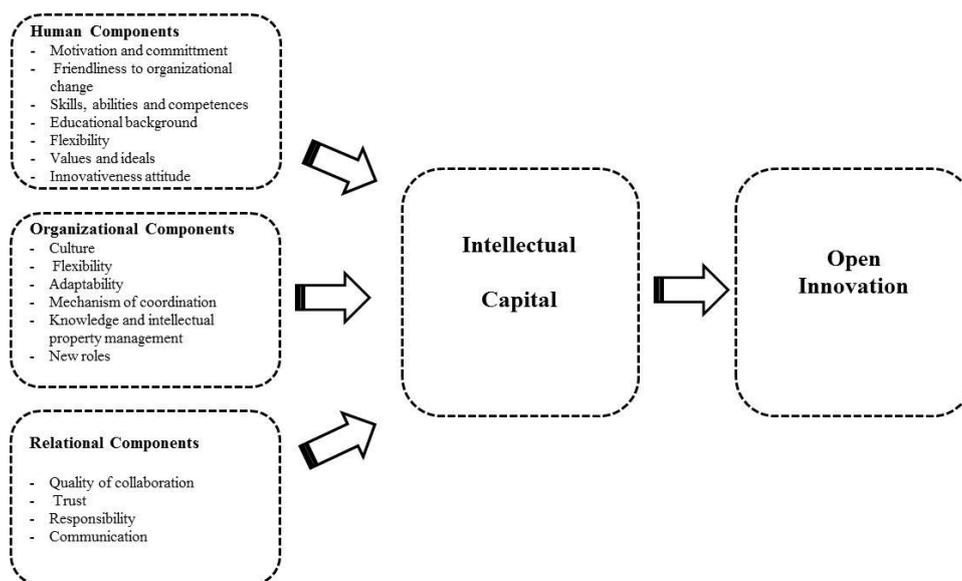 Human Components
- Motivation and committment
- Friendliness to organizational
change
- Skills, abilities and competences
- Educational background
- Flexibility
- Values and ideals
- Innovativeness attitude
Organizational Components
- Culture
- Flexibility
- Adaptability
- Mechanism of coordination
- Knowledge and intellectual
property management
- New roles
Relational Components
- Quality of collaboration
- Trust
- Responsibility
- Communication
Intellectual
Capital
Open
Innovation